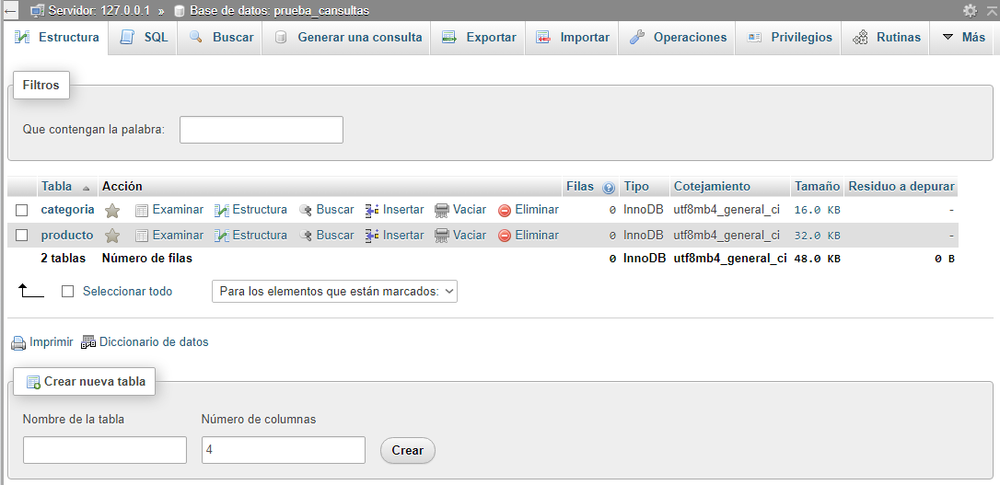 Servidor: 127.0.0.1 » Base de datos: prueba_cansultas
Estructura SQL Buscar Generar una consulta Exportar Importar Operaciones Privilegios Rutinas Más
Filtros
Que contengan la palabra:
Tabla Acción Filas Tipo Cotejamiento Tamaño Residuo a depurar
categoria Examinar Estructura Buscar Insertar Vaciar Eliminar 0 InnoDB utf8mb4_general_ci 16.0 KB -
producto Examinar Estructura Buscar Insertar Vaciar Eliminar 0 InnoDB utf8mb4_general_ci 32.0 KB -
2 tablas Número de filas 0 InnoDB utf8mb4_general_ci 48.0 KB 0 B
Seleccionar todo Para los elementos que están marcados:
Imprimir Diccionario de datos
Crear nueva tabla
Nombre de la tabla Número de columnas
4 Crear